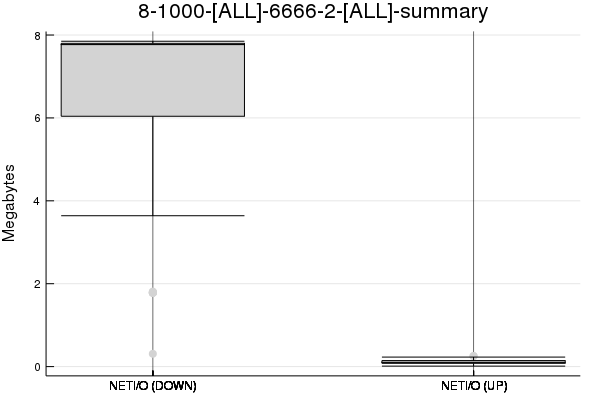 8-1000-[ALL]-6666-2-[ALL]-summary
Megabytes
8
6
4
2
0
NETI/O (DOWN)
NETI/O (UP)